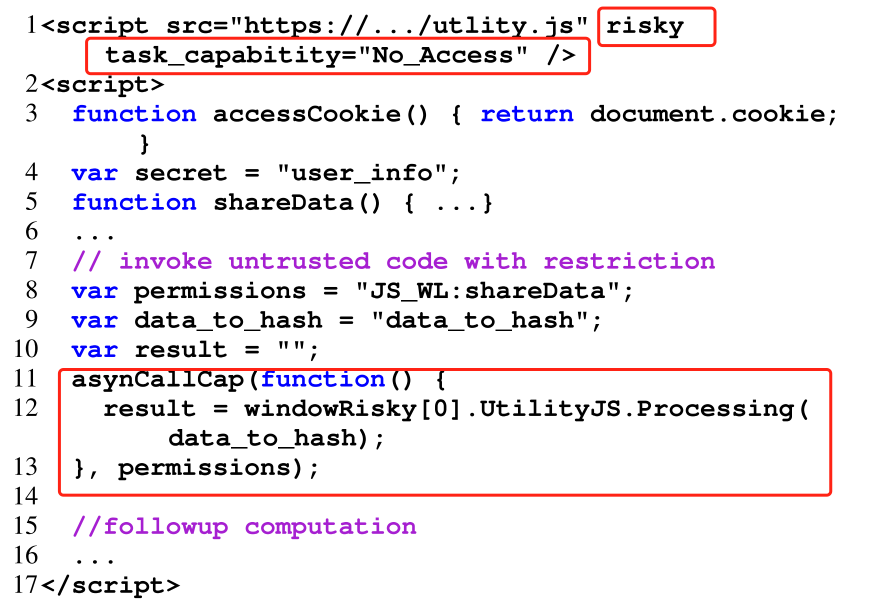 1<script src="https://.../utlity.js" risky
task_capabitity="No_Access" />
2<script>
3 function accessCookie() { return document.cookie;
}
4 var secret = "user_info";
5 function shareData() { ...}
6 ...
7 // invoke untrusted code with restriction
8 var permissions = "JS_WL:shareData";
9 var data_to_hash = "data_to_hash";
10 var result = "";
11 asynCallCap(function() {
12 result = windowRisky[0].UtilityJS.Processing(
data_to_hash);
13 }, permissions);
14
15 //followup computation
16 ...
17</script>